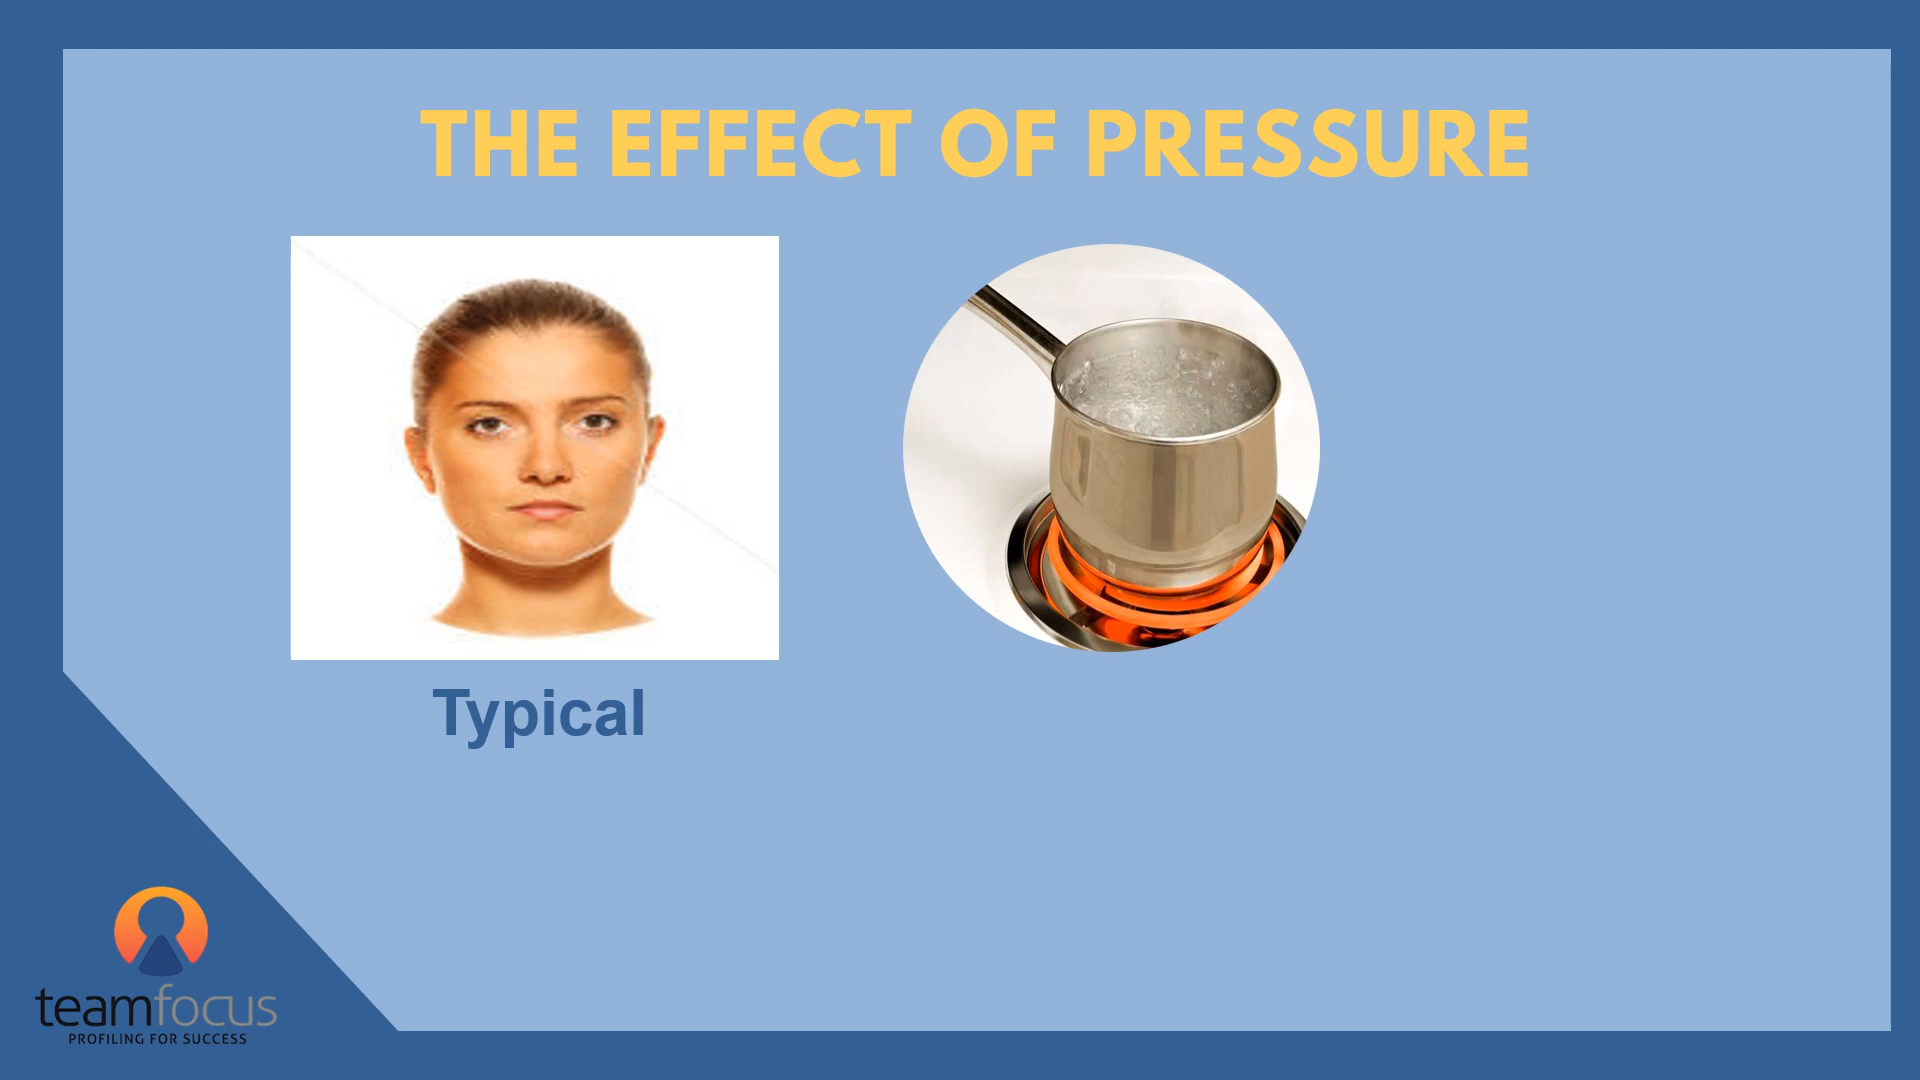 THE EFFECT OF PRESSURE
Typical
teamfocus
PROFILING FOR SUCCESS